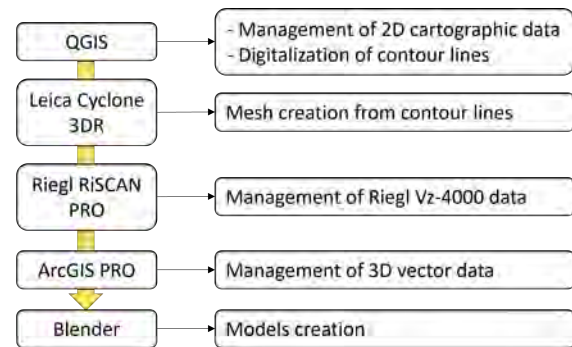 QGIS
- Management of 2D cartographic data
- Digitalization of contour lines
Leica Cyclone
3DR
Mesh creation from contour lines
Riegl RiSCAN
PRO
Management of Riegl Vz-4000 data
ArcGIS PRO
Management of 3D vector data
Blender
Models creation